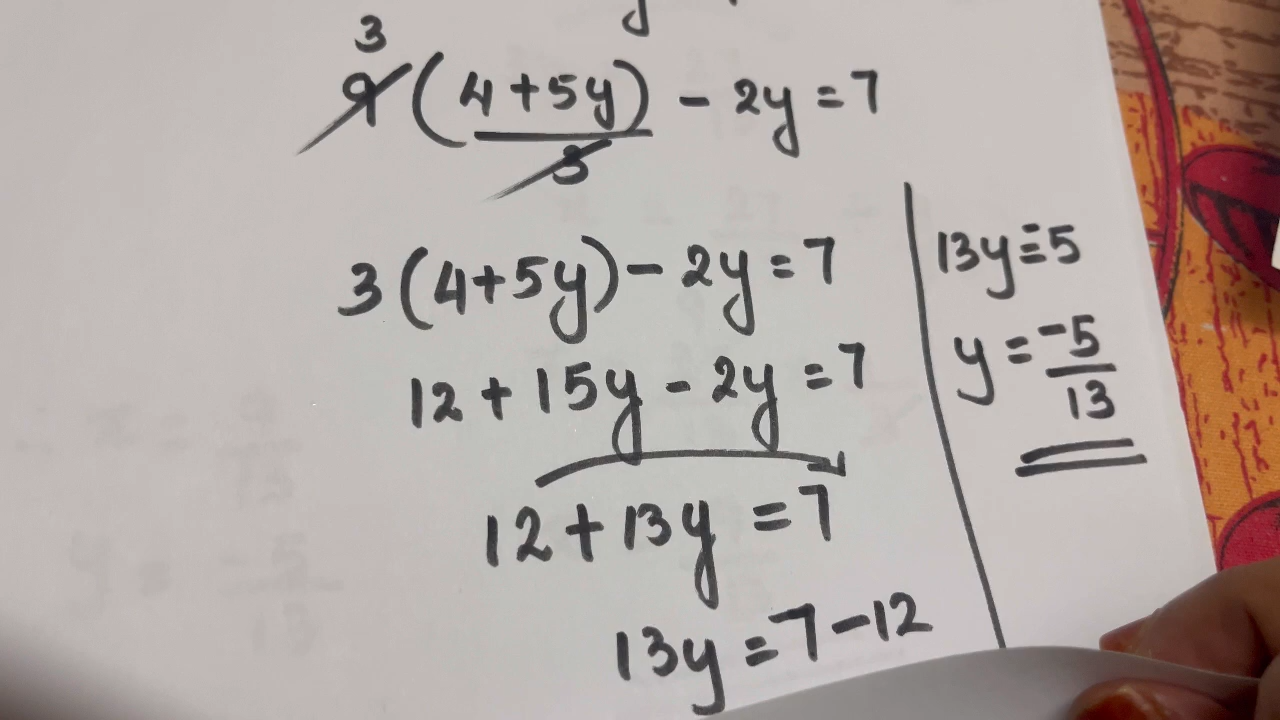 3
9 (4+5y)/3 - 2y = 7
3(4+5y) - 2y = 7
12 + 15y - 2y = 7
12 + 13y = 7
13y = 7 - 12
13y = -5
y = -5/13